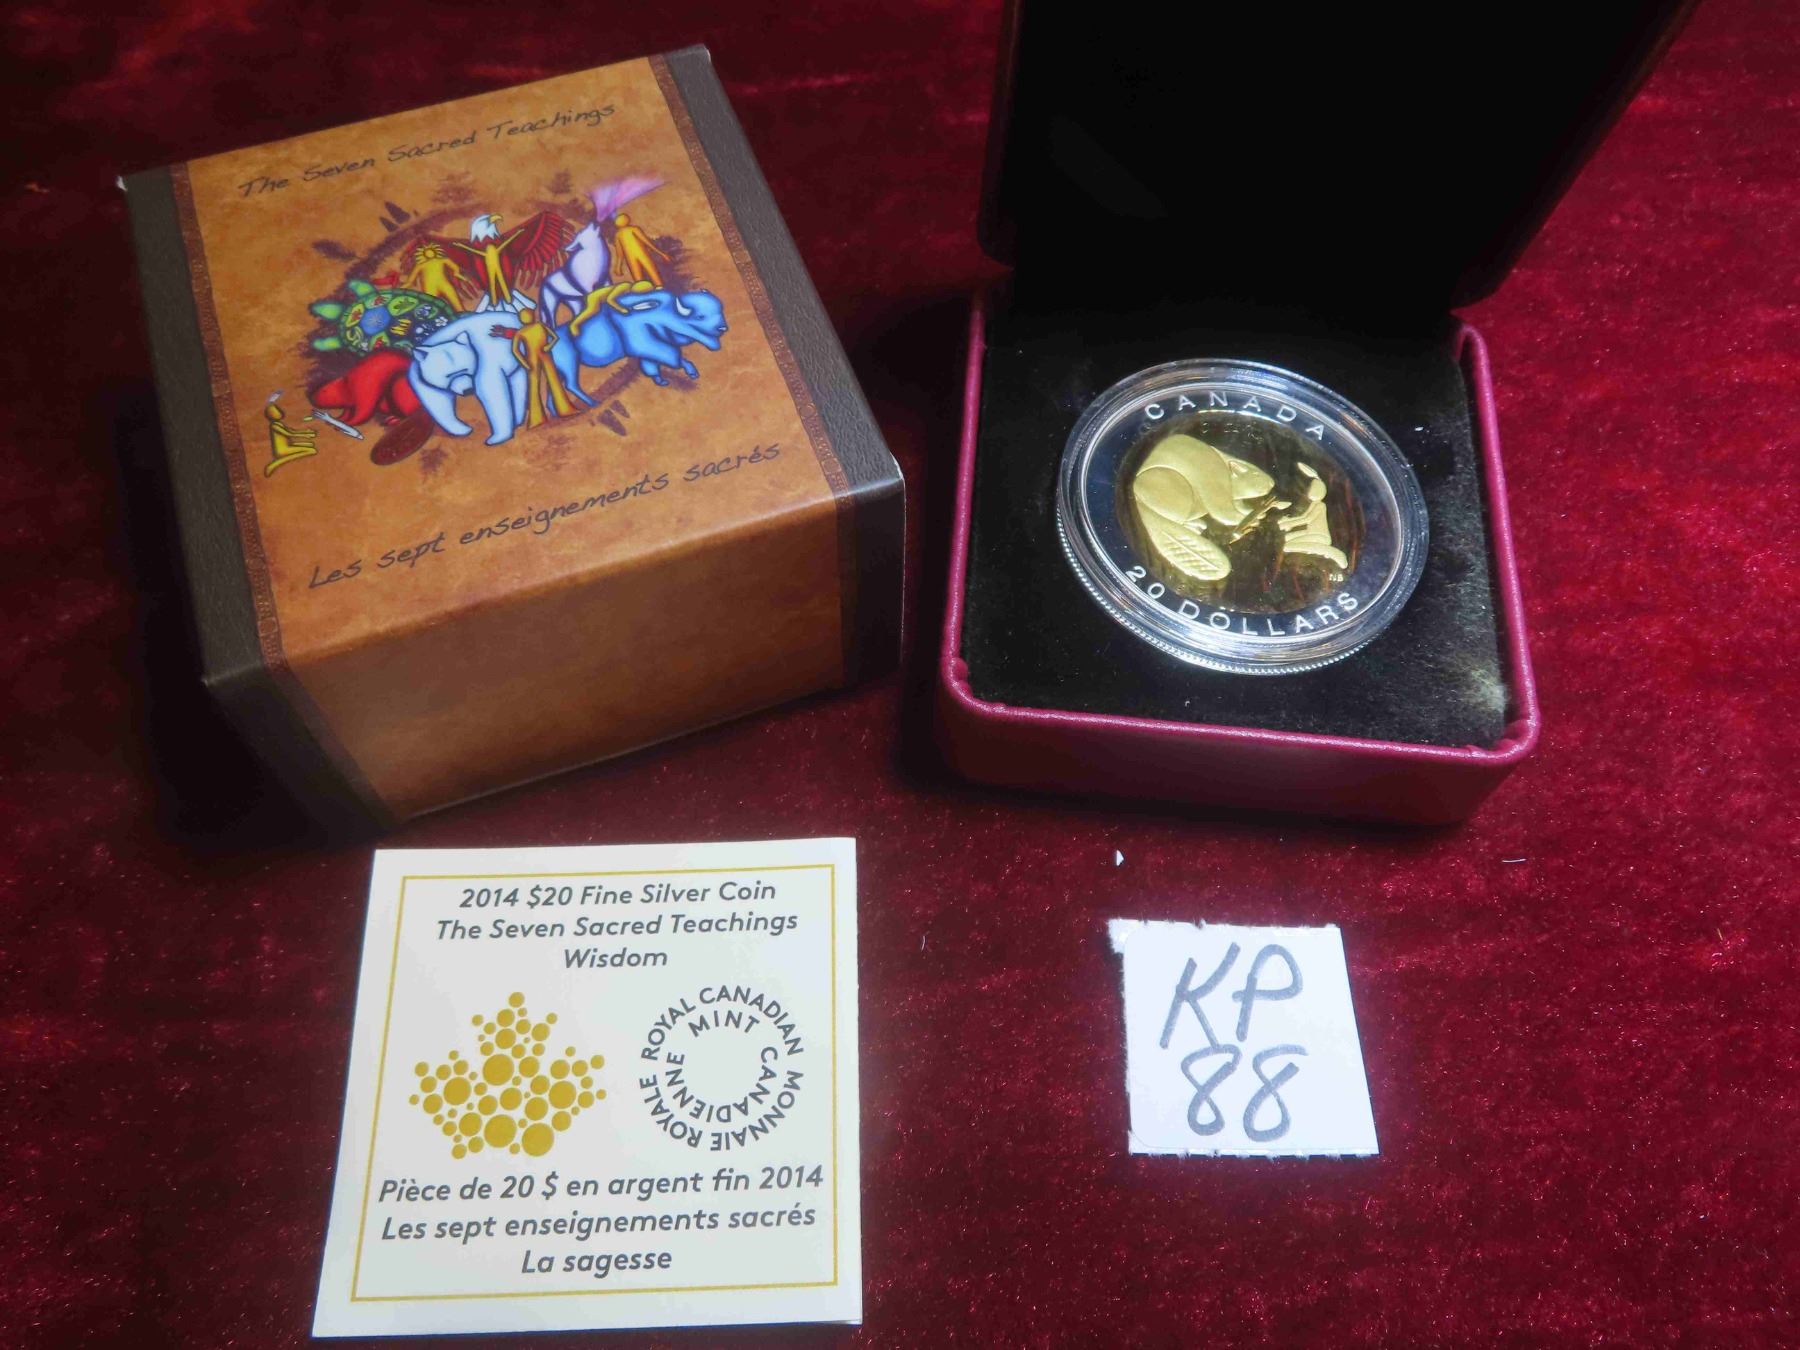 The Seven Sacred Teachings
Les sept enseignements sacrés
CANADA
20 DOLLARS
NB
2014 $20 Fine Silver Coin
The Seven Sacred Teachings
Wisdom
ROYAL CANADIAN MINT
MONNAIE ROYALE CANADIENNE
Pièce de 20 $ en argent fin 2014
Les sept enseignements sacrés
La sagesse
KP
88